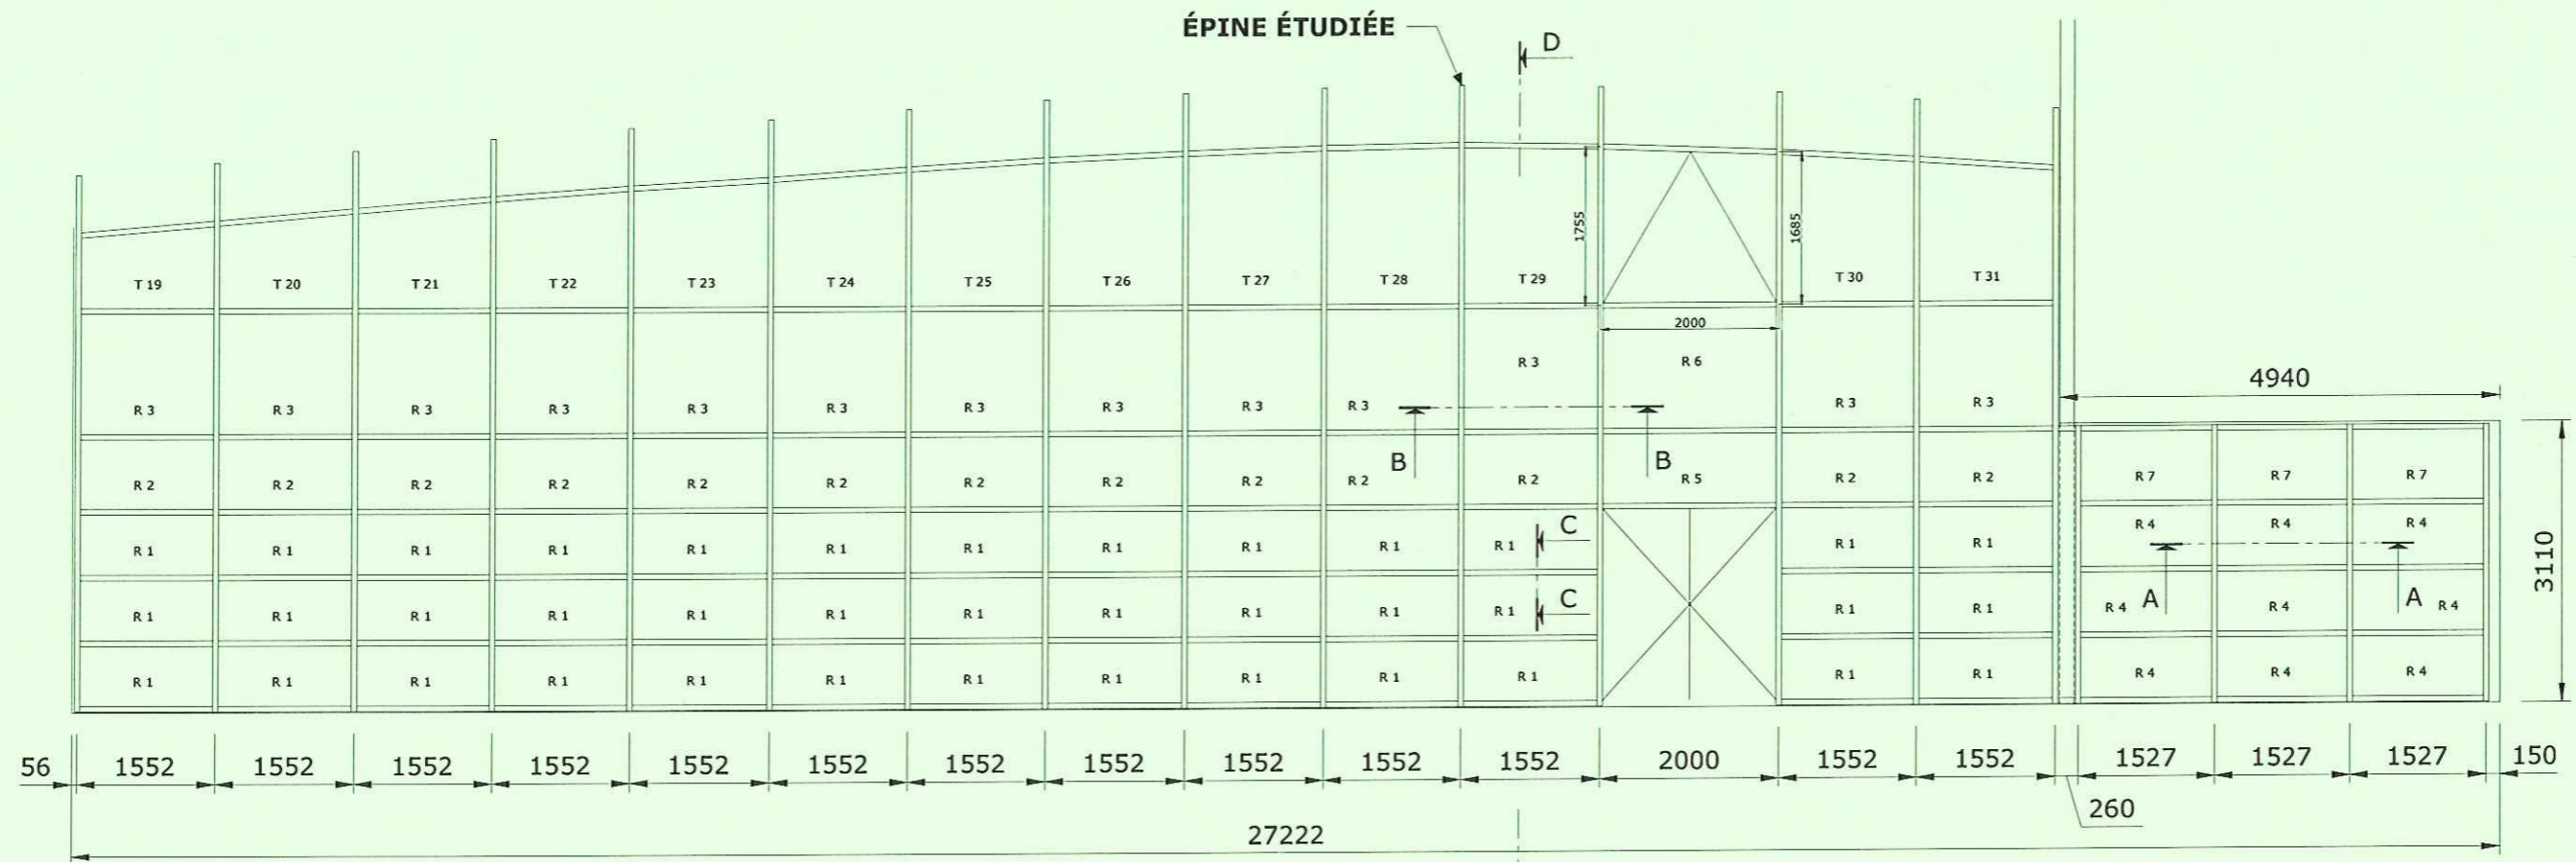 ÉPINE ÉTUDIÉE
D
1755
1685
T 19 T 20 T 21 T 22 T 23 T 24 T 25 T 26 T 27 T 28 T 29 T 30 T 31
2000
R 3 R 6
4940
R 3 R 3 R 3 R 3 R 3 R 3 R 3 R 3 R 3 R 3 R 3 R 3
B B
R 2 R 2 R 2 R 2 R 2 R 2 R 2 R 2 R 2 R 2 R 2 R 5 R 2 R 2 R 7 R 7 R 7
C
R 4 R 4 R 4
R 1 R 1 R 1 R 1 R 1 R 1 R 1 R 1 R 1 R 1 R 1 R 1 R 1
3110
C
R 1 R 1 R 1 R 1 R 1 R 1 R 1 R 1 R 1 R 1 R 1 R 1 R 1 R 4 A R 4 A R 4
R 1 R 1 R 1 R 1 R 1 R 1 R 1 R 1 R 1 R 1 R 1 R 1 R 1 R 4 R 4 R 4
56 1552 1552 1552 1552 1552 1552 1552 1552 1552 1552 1552 2000 1552 1552 1527 1527 1527 150
260
27222